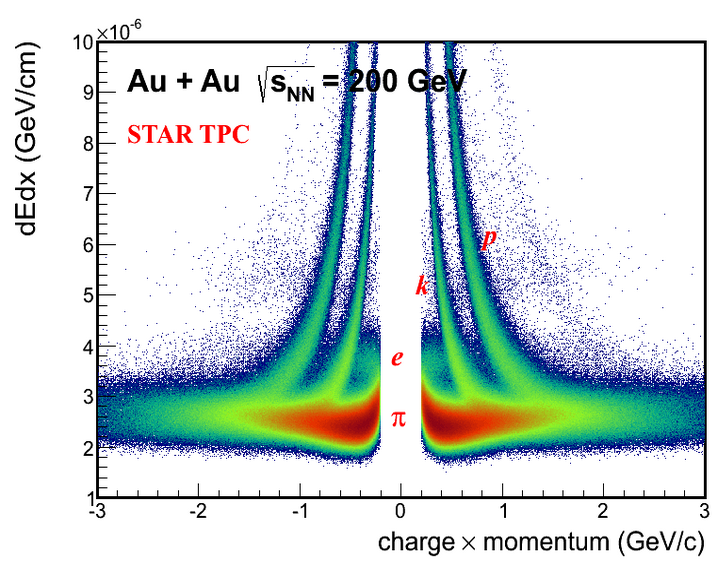 ×10⁻⁶
10
Au + Au √sNN = 200 GeV
9
STAR TPC
8
7
6
p
5
k
4
e
3
π
2
1
-3 -2 -1 0 1 2 3
dEdx (GeV/cm)
charge × momentum (GeV/c)